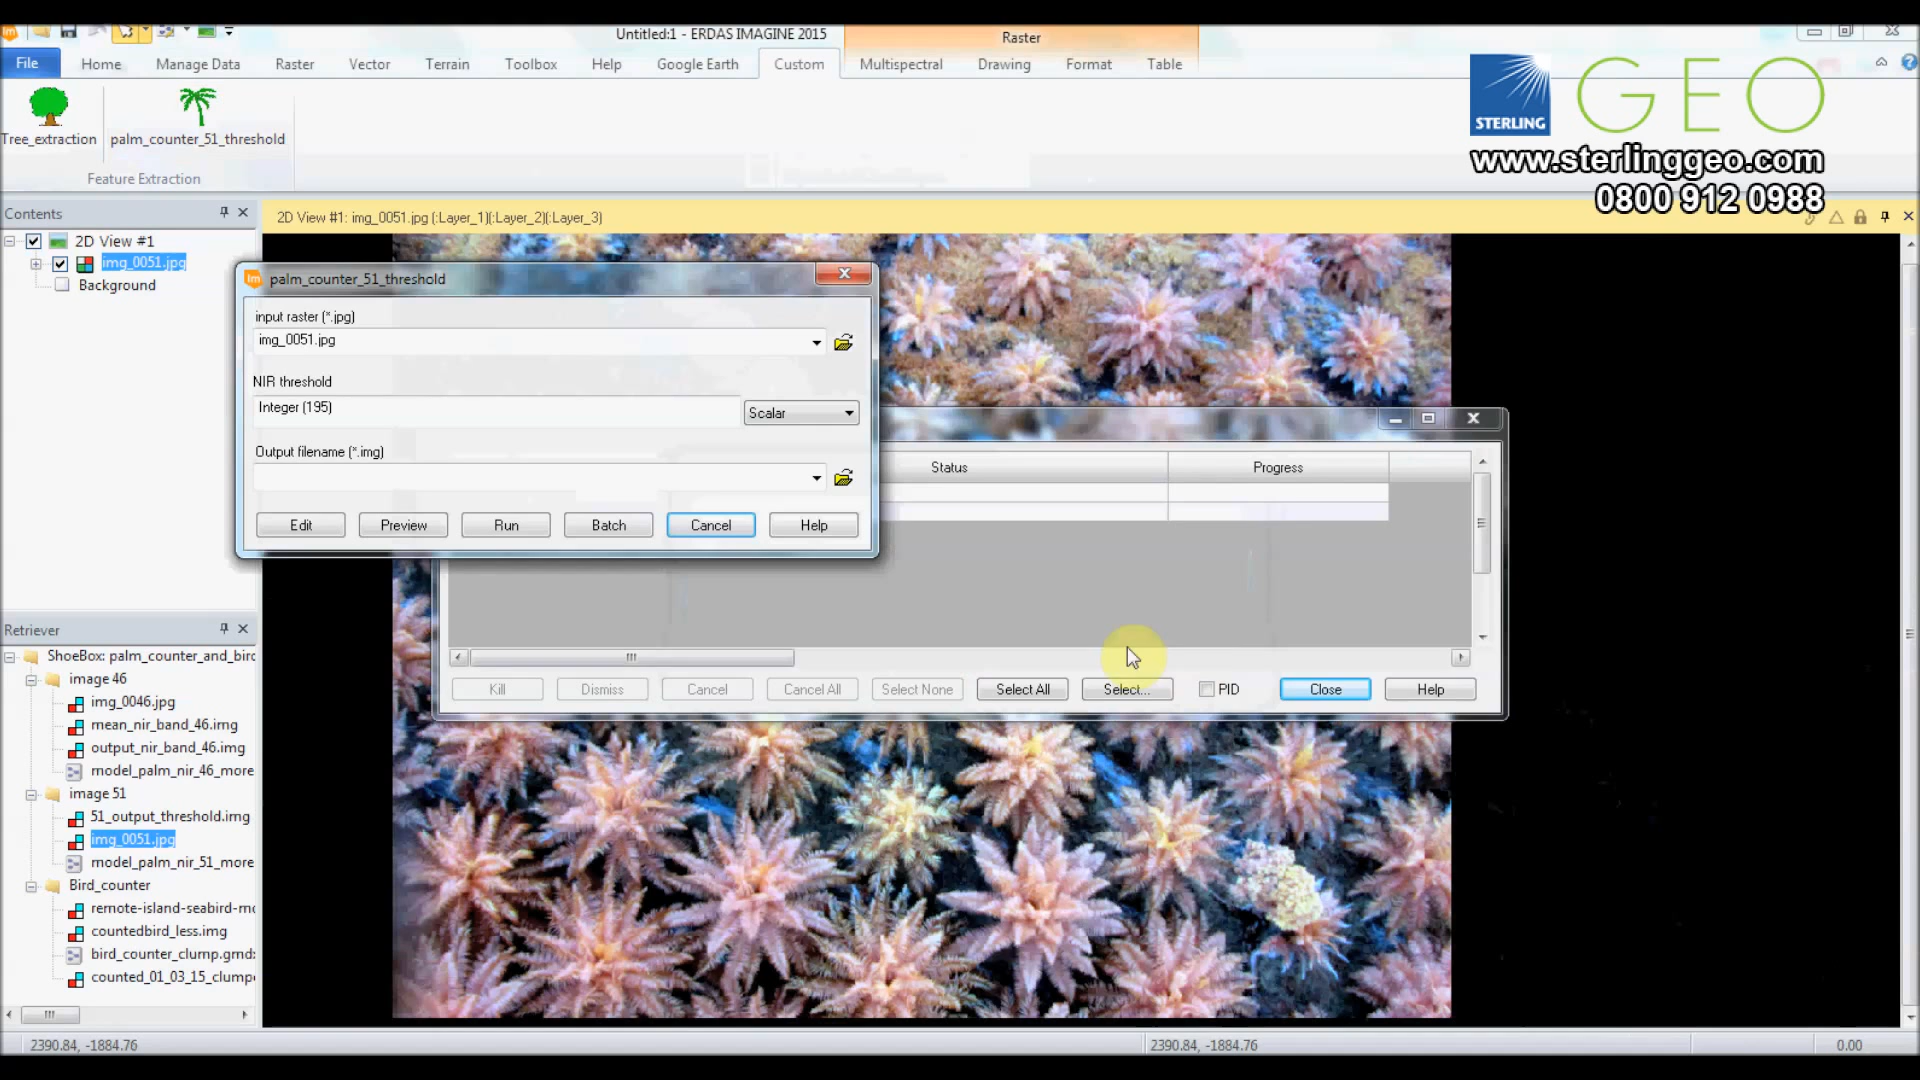 Untitled:1 - ERDAS IMAGINE 2015
Raster
File
Home
Manage Data
Raster
Vector
Terrain
Toolbox
Help
Google Earth
Custom
Multispectral
Drawing
Format
Table
STERLING
GEO
www.sterlinggeo.com
0800 912 0988
Tree_extraction
palm_counter_51_threshold
Feature Extraction
Contents
2D View #1: img_0051.jpg (:Layer_1)(:Layer_2)(:Layer_3)
2D View #1
img_0051.jpg
Background
palm_counter_51_threshold
input raster (*.jpg)
img_0051.jpg
NIR threshold
Integer (195)
Scalar
Output filename (*.img)
Edit
Preview
Run
Batch
Cancel
Help
Status
Progress
Kill
Dismiss
Cancel
Cancel All
Select None
Select All
Select...
PID
Close
Help
Retriever
ShoeBox: palm_counter_and_birc
image 46
img_0046.jpg
mean_nir_band_46.img
output_nir_band_46.img
model_palm_nir_46_more
image 51
51_output_threshold.img
img_0051.jpg
model_palm_nir_51_more
Bird_counter
remote-island-seabird-mo
countedbird_less.img
bird_counter_clump.gmd
counted_01_03_15_clump
2390.84, -1884.76
2390.84, -1884.76
0.00